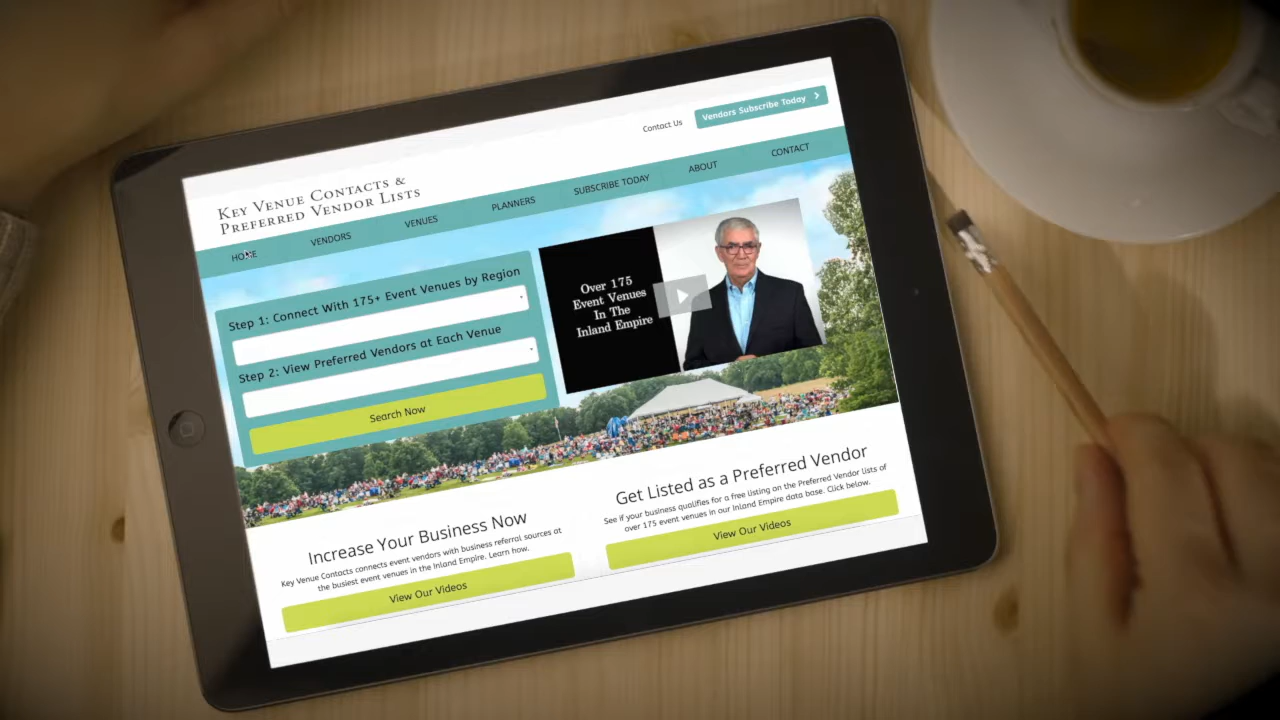 Contact Us
Vendors Subscribe Today
Key Venue Contacts &
Preferred Vendor Lists
HOME
VENDORS
VENUES
PLANNERS
SUBSCRIBE TODAY
ABOUT
CONTACT
Step 1: Connect With 175+ Event Venues by Region
Step 2: View Preferred Vendors at Each Venue
Search Now
Over 175
Event Venues
In The
Inland Empire
Increase Your Business Now
Key Venue Contacts connects event vendors with business referral sources at
the busiest event venues in the Inland Empire. Learn how.
View Our Videos
Get Listed as a Preferred Vendor
See if your business qualifies for a free listing on the Preferred Vendor lists of
over 175 event venues in our Inland Empire data base. Click below.
View Our Videos